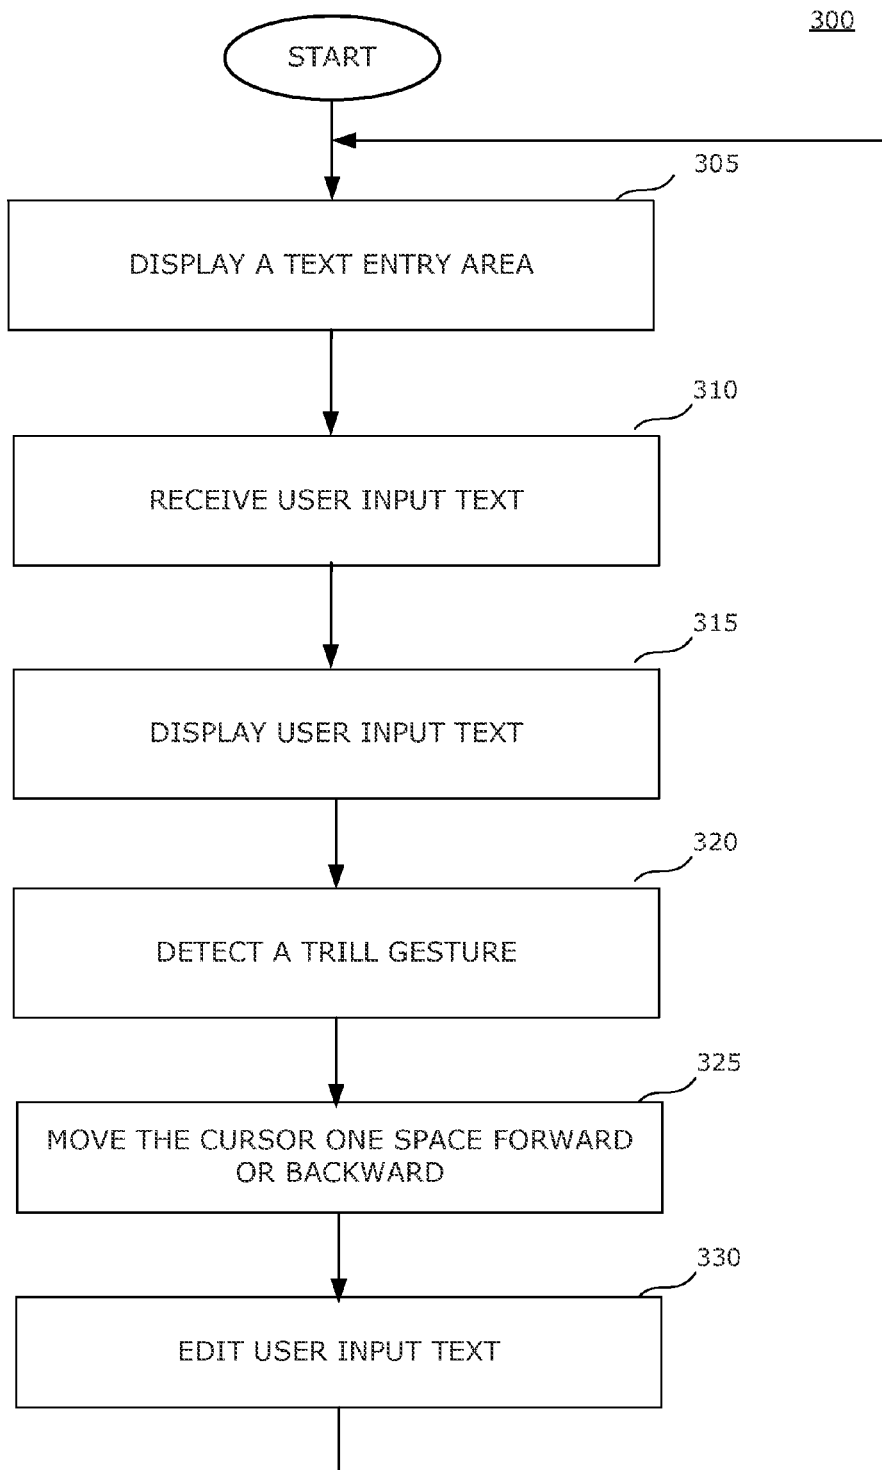 300
START
305
DISPLAY A TEXT ENTRY AREA
310
RECEIVE USER INPUT TEXT
315
DISPLAY USER INPUT TEXT
320
DETECT A TRILL GESTURE
325
MOVE THE CURSOR ONE SPACE FORWARD
OR BACKWARD
330
EDIT USER INPUT TEXT